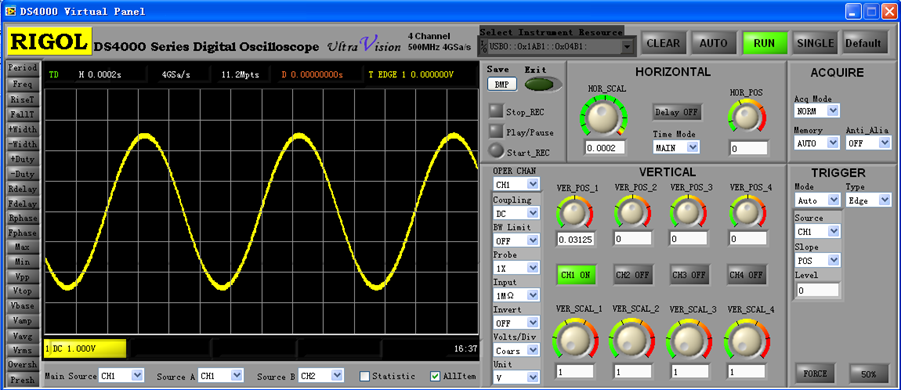 DS4000 Virtual Panel
RIGOL DS4000 Series Digital Oscilloscope UltraVision 4 Channel 500MHz 4GSa/s
Select Instrument Resource
USB0::0x1AB1::0x04B1:
CLEAR AUTO RUN SINGLE Default
Period
Freq
RiseT
FallT
+Width
-Width
+Duty
-Duty
Rdelay
Fdelay
Rphase
Fphase
Max
Min
Vpp
Vtop
Vbase
Vamp
Vavg
Vrms
Oversh
Fresh
TD H 0.0002s 4GSa/s 11.2Mpts D 0.00000000s T EDGE 1 0.000000V
1 DC 1.000V
16:37
Main Source CH1 Source A CH1 Source B CH2 Statistic AllItem
Save Exit
BMP
Stop_REC
Play/Pause
Start_REC
HORIZONTAL
HOR_SCAL
0.0002
Delay OFF
Time Mode
MAIN
HOR_POS
0
ACQUIRE
Acq Mode
NORM
Memory Anti_Alia
AUTO OFF
OPER CHAN
CH1
Coupling
DC
BW Limit
OFF
Probe
1X
Input
1MΩ
Invert
OFF
Volts/Div
Coars
Unit
V
VERTICAL
VER_POS_1 VER_POS_2 VER_POS_3 VER_POS_4
0.03125 0 0 0
CH1 ON CH2 OFF CH3 OFF CH4 OFF
VER_SCAL_1 VER_SCAL_2 VER_SCAL_3 VER_SCAL_4
1 1 1 1
TRIGGER
Mode Type
Auto Edge
Source
CH1
Slope
POS
Level
0
FORCE 50%